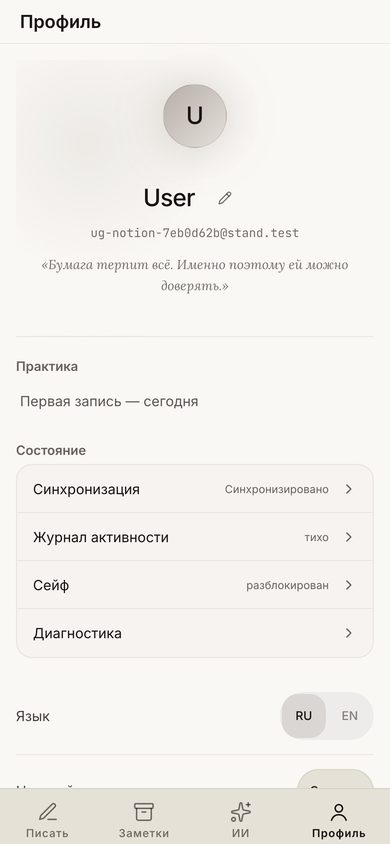 Профиль
U
User
ug-notion-7eb0d62b@stand.test
«Бумага терпит всё. Именно поэтому ей можно
доверять.»
Практика
Первая запись — сегодня
Состояние
Синхронизация Синхронизировано
Журнал активности тихо
Сейф разблокирован
Диагностика
Язык RU EN
Писать Заметки ИИ Профиль